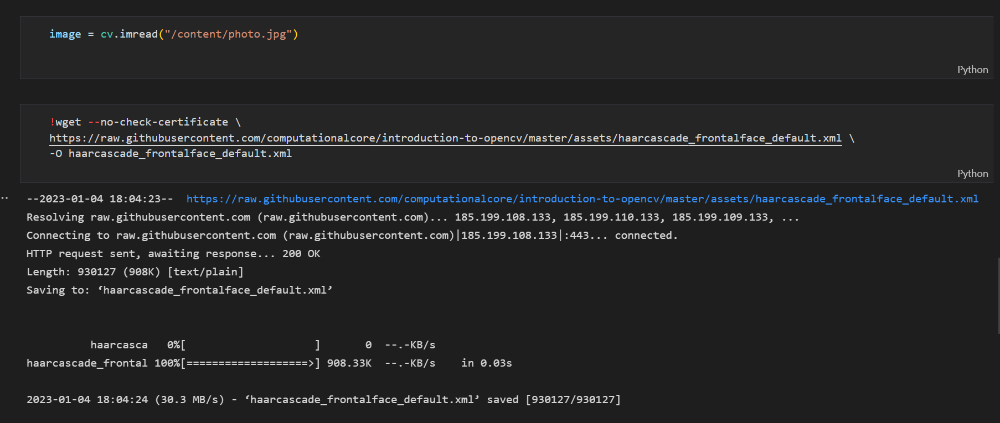 image = cv.imread("/content/photo.jpg")
Python
!wget --no-check-certificate \
https://raw.githubusercontent.com/computationalcore/introduction-to-opencv/master/assets/haarcascade_frontalface_default.xml \
-O haarcascade_frontalface_default.xml
Python
--2023-01-04 18:04:23--  https://raw.githubusercontent.com/computationalcore/introduction-to-opencv/master/assets/haarcascade_frontalface_default.xml
Resolving raw.githubusercontent.com (raw.githubusercontent.com)... 185.199.108.133, 185.199.110.133, 185.199.109.133, ...
Connecting to raw.githubusercontent.com (raw.githubusercontent.com)|185.199.108.133|:443... connected.
HTTP request sent, awaiting response... 200 OK
Length: 930127 (908K) [text/plain]
Saving to: ‘haarcascade_frontalface_default.xml’
haarcasca   0%[                    ]       0  --.-KB/s
haarcascade_frontal 100%[===================>] 908.33K  --.-KB/s    in 0.03s
2023-01-04 18:04:24 (30.3 MB/s) - ‘haarcascade_frontalface_default.xml’ saved [930127/930127]